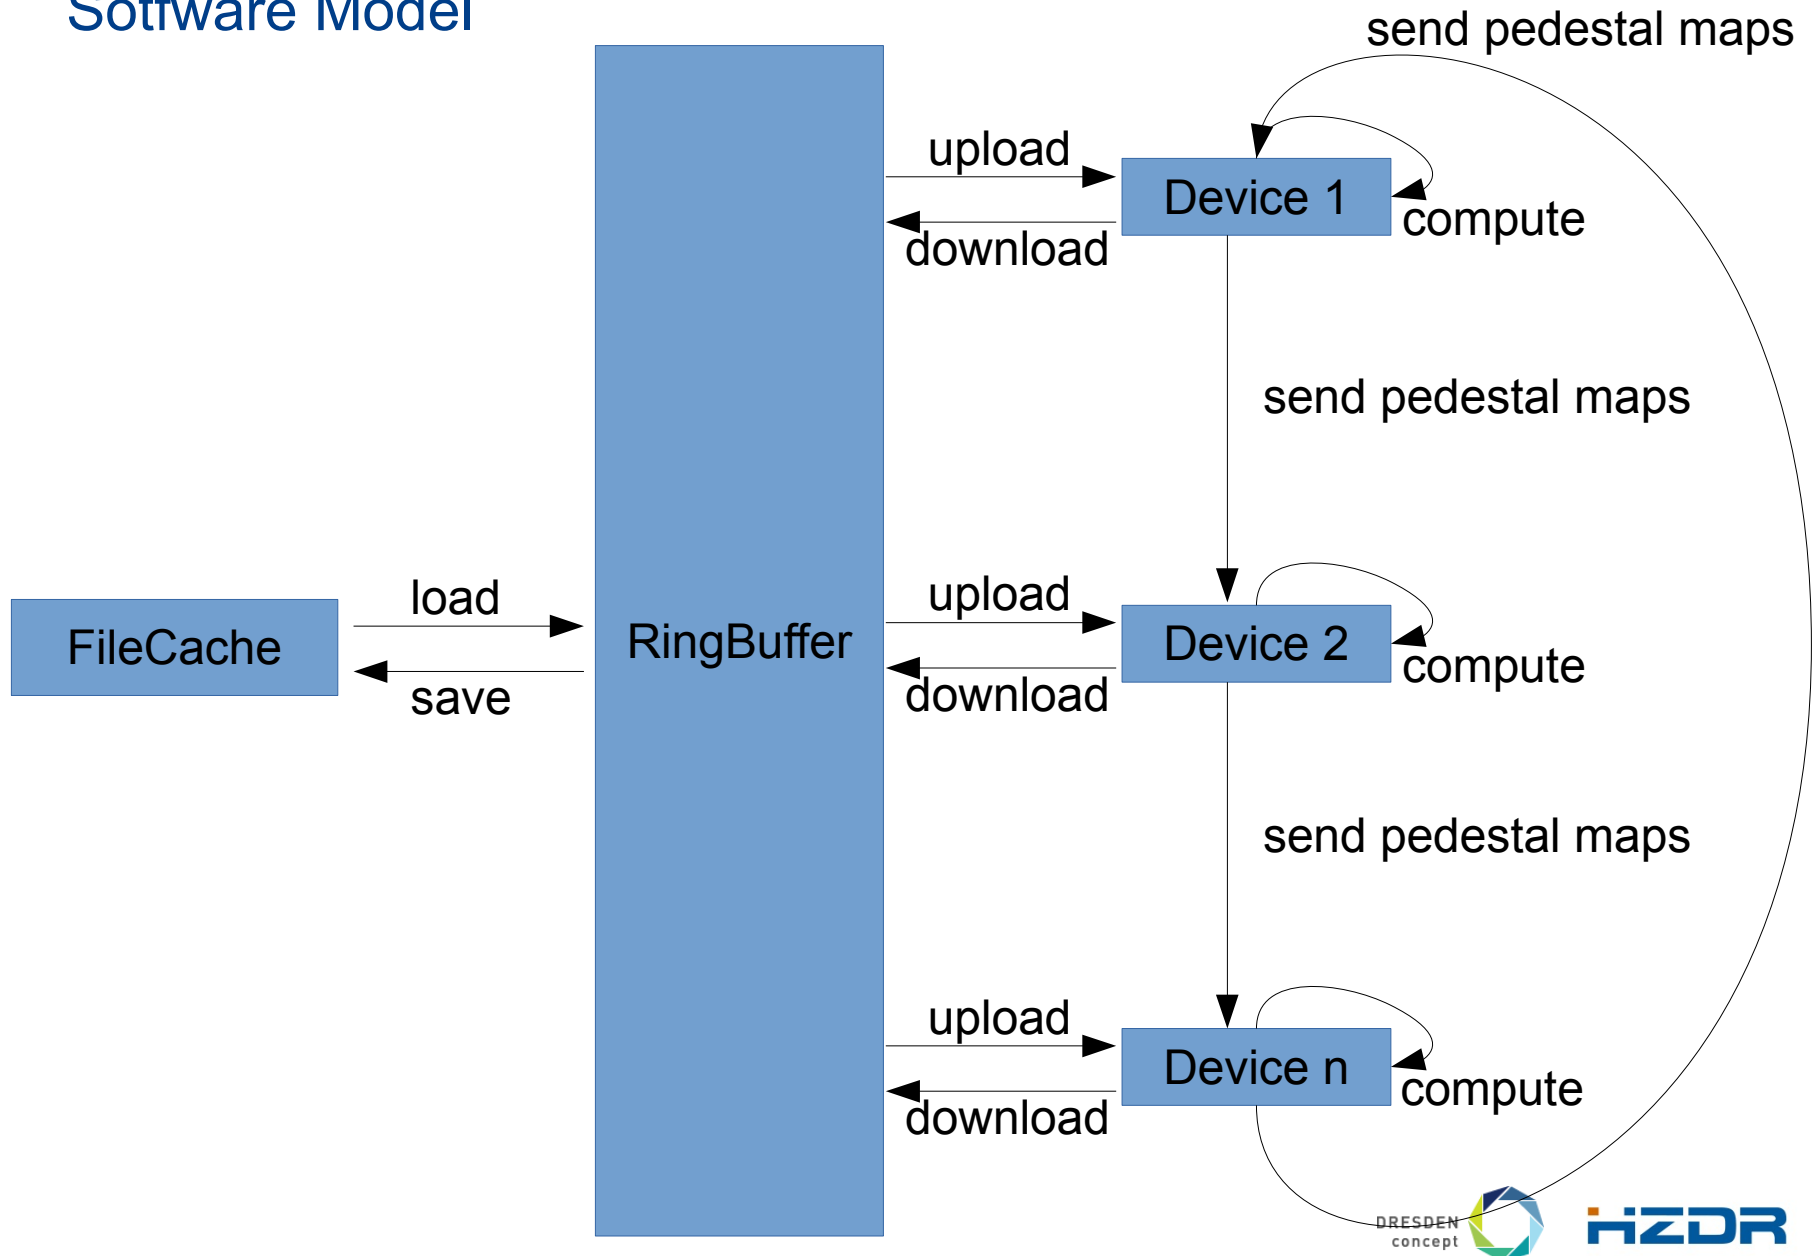 Software Model
send pedestal maps
upload
Device 1
download
compute
send pedestal maps
load
upload
FileCache
RingBuffer
Device 2
save
download
compute
send pedestal maps
upload
Device n
download
compute
DRESDEN
concept
HZDR